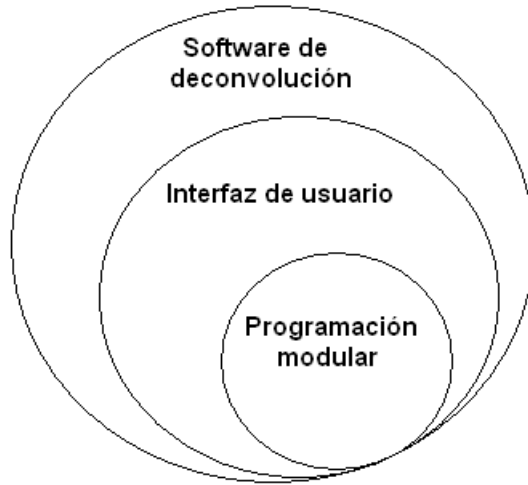 Software de
deconvolución
Interfaz de usuario
Programación
modular